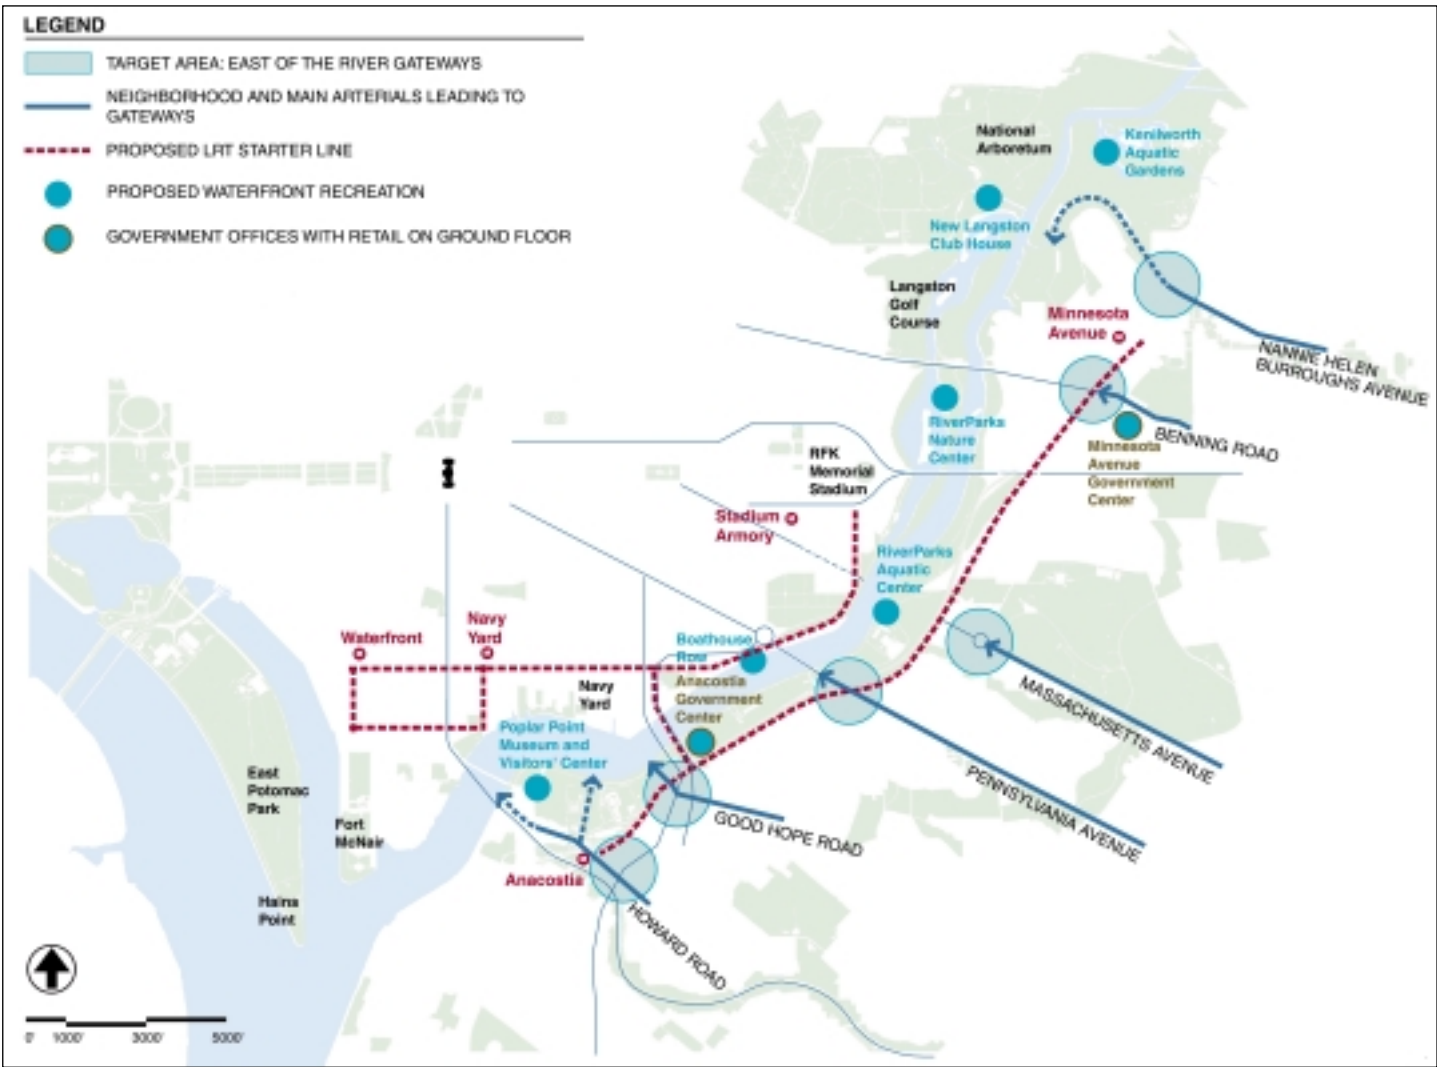 LEGEND
TARGET AREA: EAST OF THE RIVER GATEWAYS
NEIGHBORHOOD AND MAIN ARTERIALS LEADING TO
GATEWAYS
PROPOSED LRT STARTER LINE
PROPOSED WATERFRONT RECREATION
GOVERNMENT OFFICES WITH RETAIL ON GROUND FLOOR
National
Arboretum
Kenilworth
Aquatic
Gardens
New Langston
Club House
Langston
Golf
Course
Minnesota
Avenue
NANNIE HELEN
BURROUGHS AVENUE
RiverParks
Nature
Center
BENNING ROAD
Minnesota
Avenue
Government
Center
RFK
Memorial
Stadium
Stadium
Armory
RiverParks
Aquatic
Center
Waterfront
Navy
Yard
Boathouse
Row
Anacostia
Government
Center
Navy
Yard
MASSACHUSETTS AVENUE
Poplar Point
Museum and
Visitors' Center
PENNSYLVANIA AVENUE
East
Potomac
Park
Fort
McNair
GOOD HOPE ROAD
Anacostia
Hains
Point
HOWARD ROAD
0' 1000' 3000' 5000'